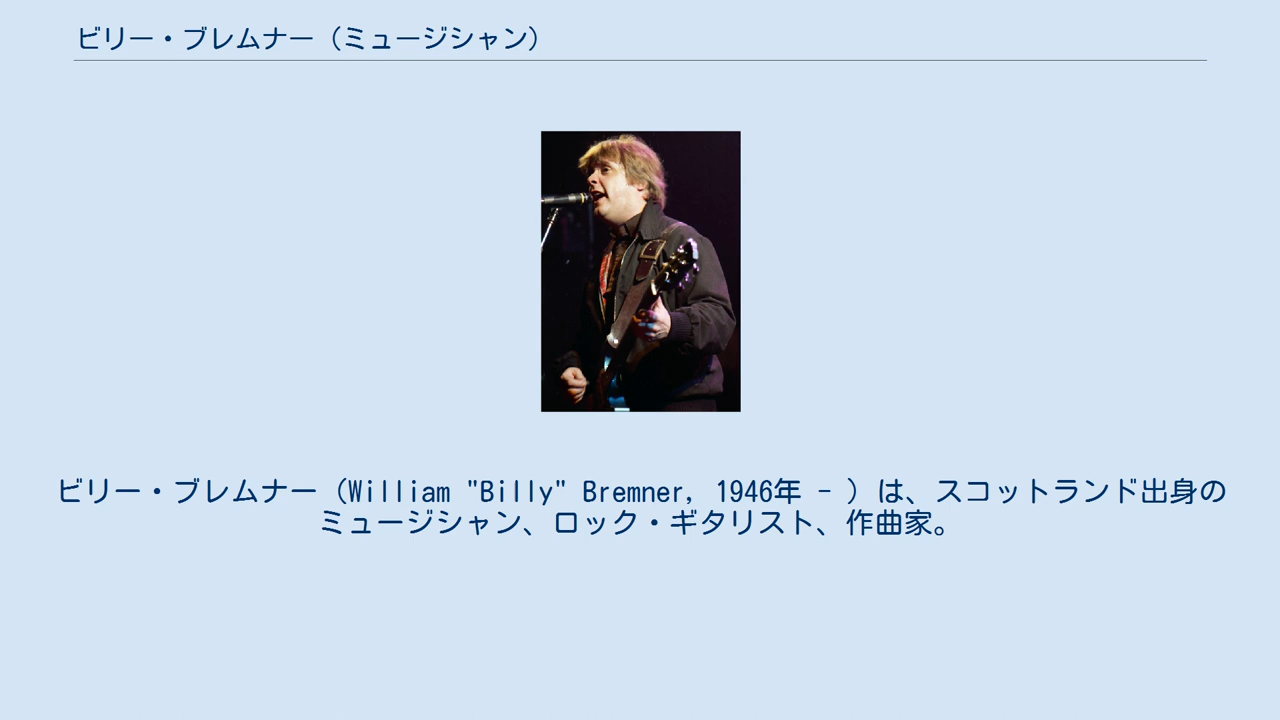 ビリー・ブレムナー（ミュージシャン）
ビリー・ブレムナー（William "Billy" Bremner, 1946年 - ）は、スコットランド出身の
ミュージシャン、ロック・ギタリスト、作曲家。